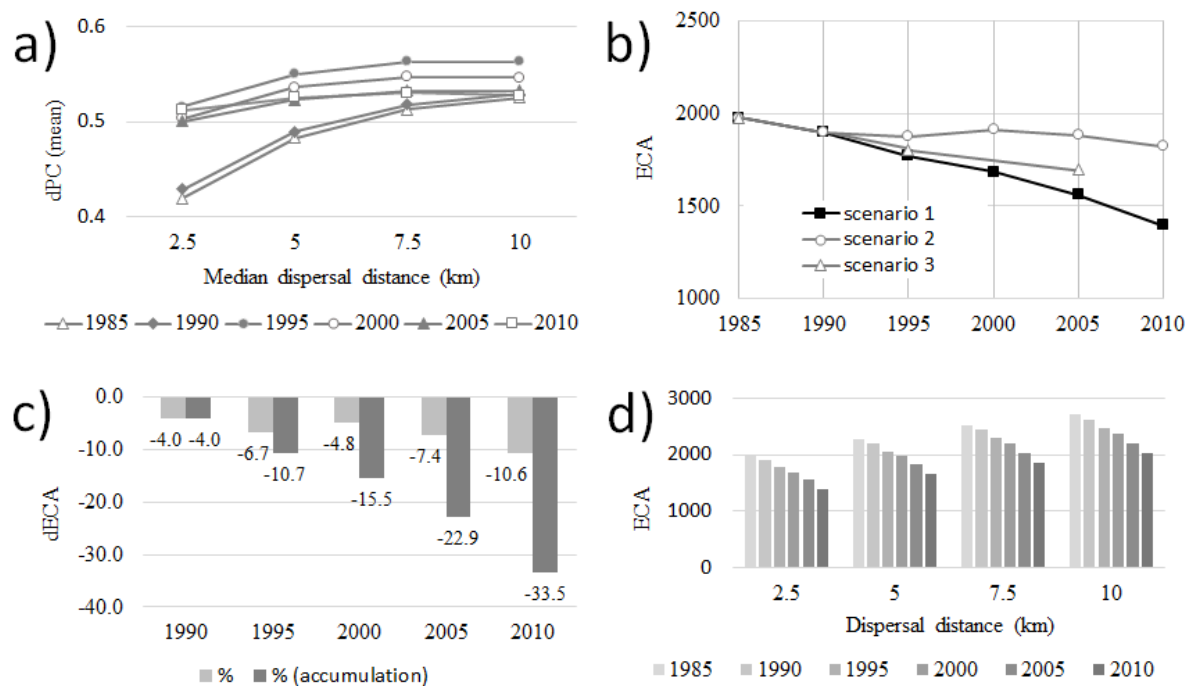 a)
0.6
0.5
0.4
dPC (mean)
2.5 5 7.5 10
Median dispersal distance (km)
1985 1990 1995 2000 2005 2010
b)
2500
2000
1500
1000
ECA
scenario 1
scenario 2
scenario 3
1985 1990 1995 2000 2005 2010
c)
0.0
-10.0
-20.0
-30.0
-40.0
dECA
-4.0 -4.0
-6.7 -10.7
-4.8 -15.5
-7.4 -22.9
-10.6 -33.5
1990 1995 2000 2005 2010
% % (accumulation)
d)
3000
2000
1000
0
ECA
2.5 5 7.5 10
Dispersal distance (km)
1985 1990 1995 2000 2005 2010